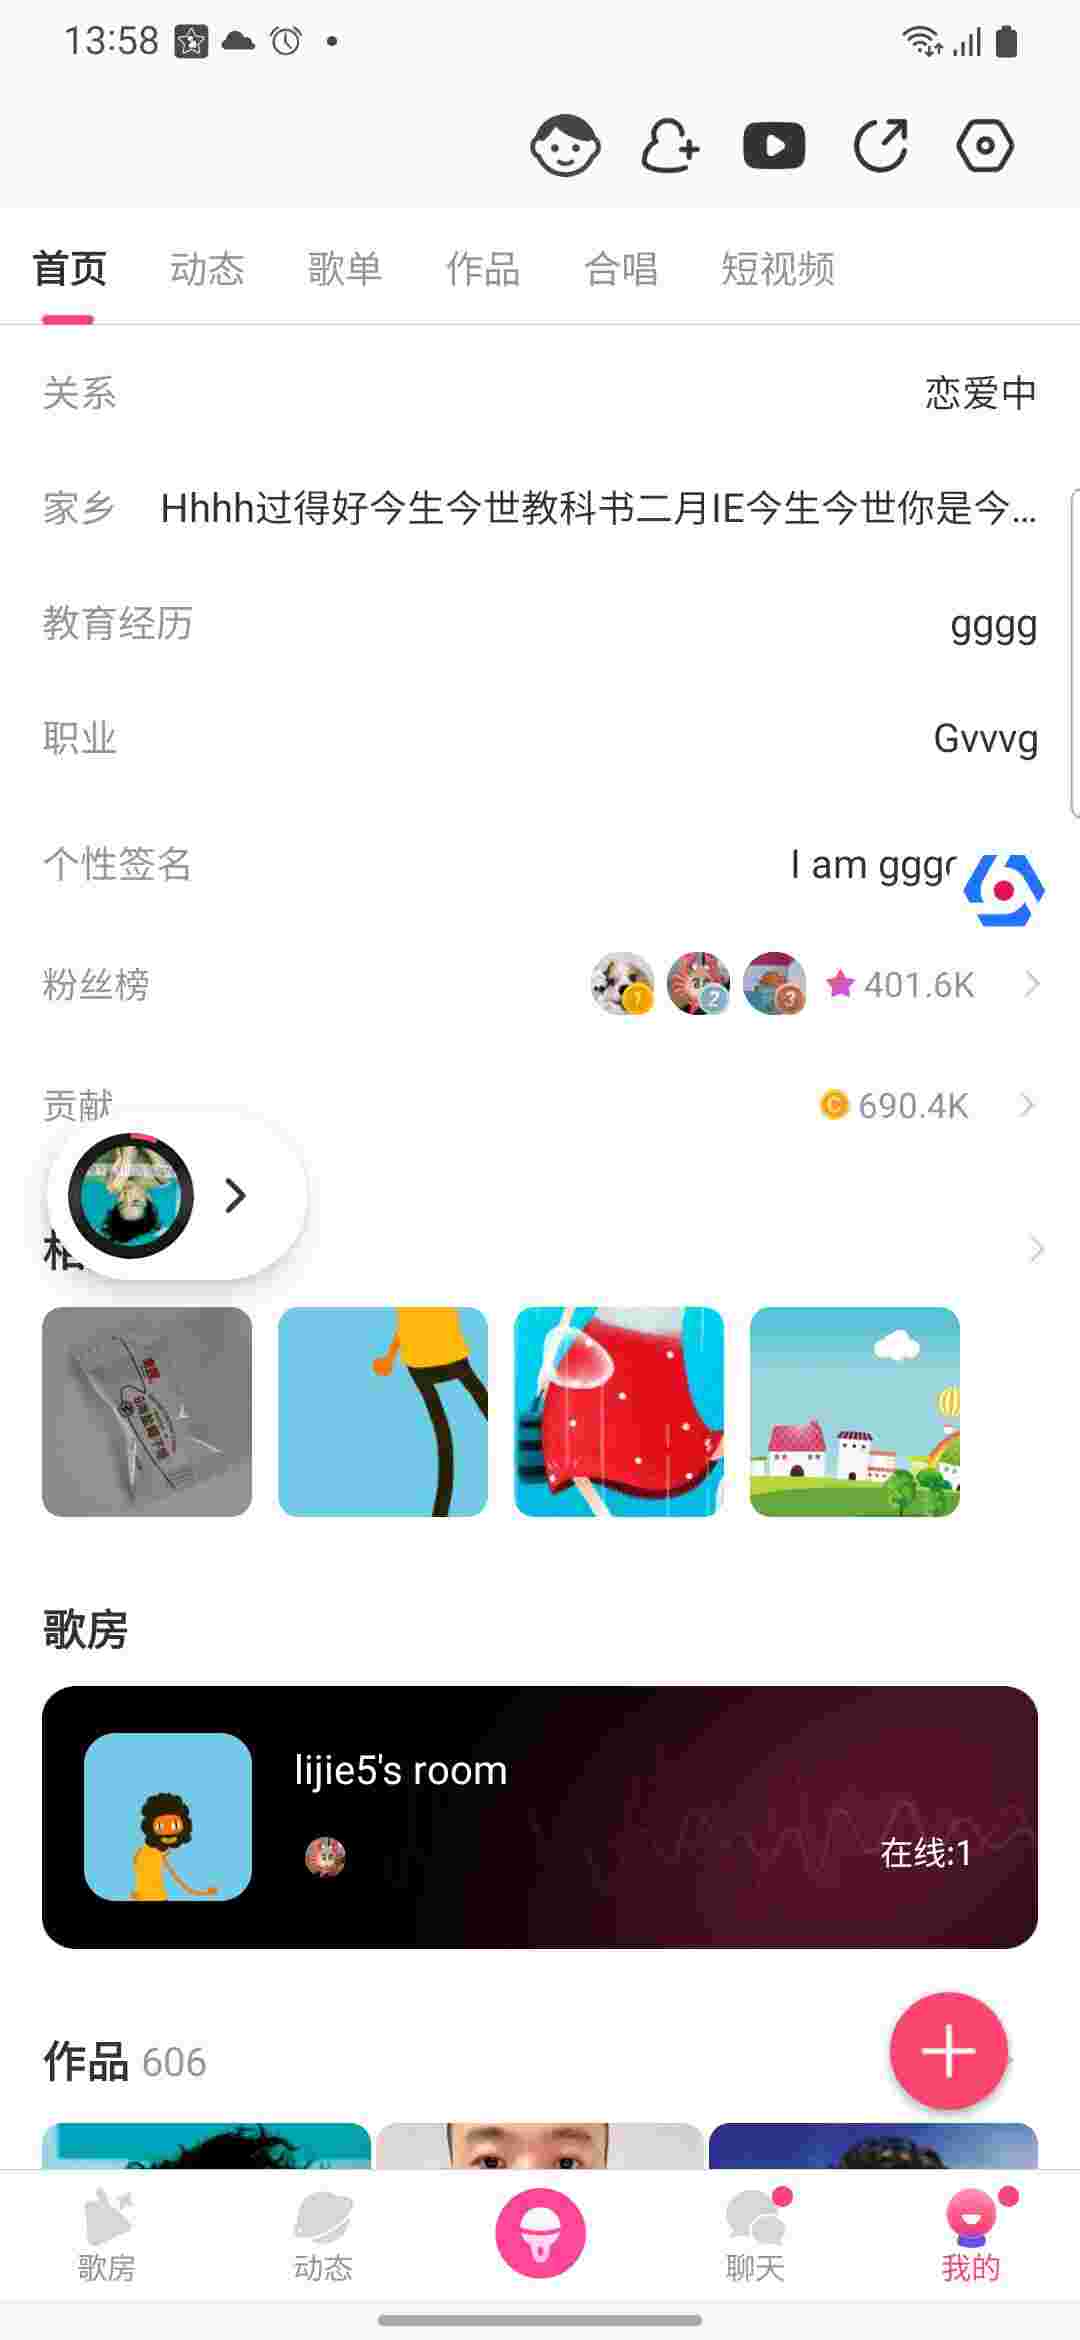 13:58
首页 动态 歌单 作品 合唱 短视频
关系 恋爱中
家乡 Hhhh过得好今生今世教科书二月IE今生今世你是今...
教育经历 gggg
职业 Gvvvg
个性签名 I am ggg
粉丝榜 1 2 3 401.6K
贡献 690.4K
歌房
lijie5's room
在线:1
作品 606
歌房 动态 聊天 我的